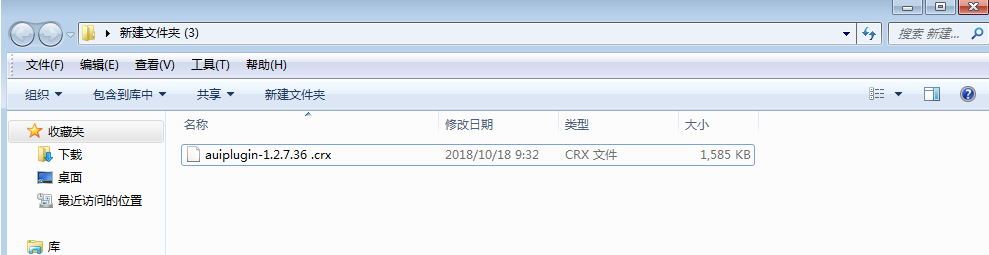 新建文件夹 (3)
搜索 新建...
文件(F) 编辑(E) 查看(V) 工具(T) 帮助(H)
组织 包含到库中 共享 新建文件夹
收藏夹
下载
桌面
最近访问的位置
库
名称 修改日期 类型 大小
auiplugin-1.2.7.36 .crx 2018/10/18 9:32 CRX 文件 1,585 KB